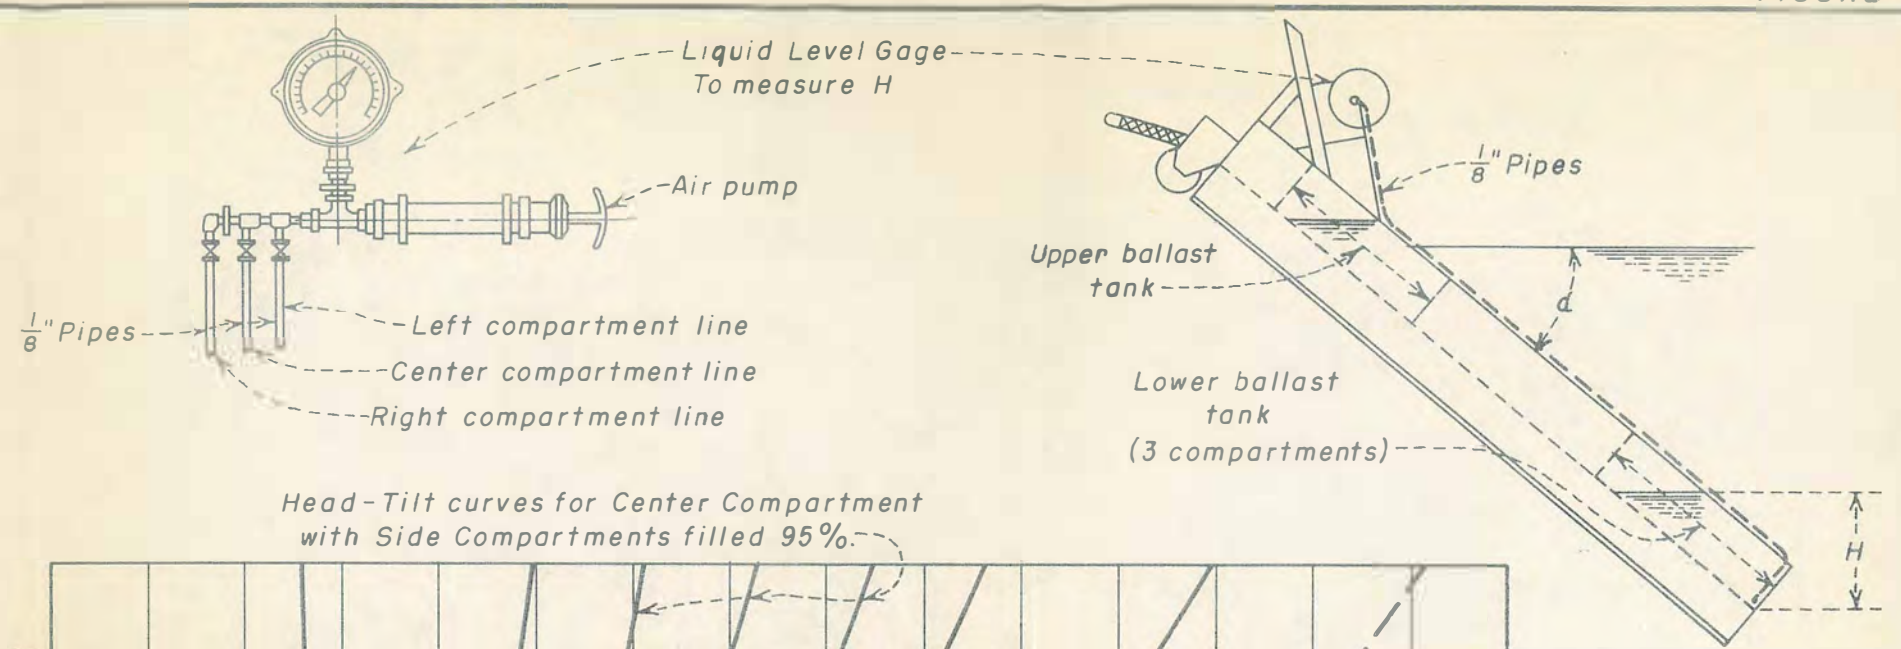 Liquid Level Gage
To measure H
Air pump
1/8" Pipes
Left compartment line
Center compartment line
Right compartment line
1/8" Pipes
Upper ballast
tank
d
Lower ballast
tank
(3 compartments)
H
Head-Tilt curves for Center Compartment
with Side Compartments filled 95%.